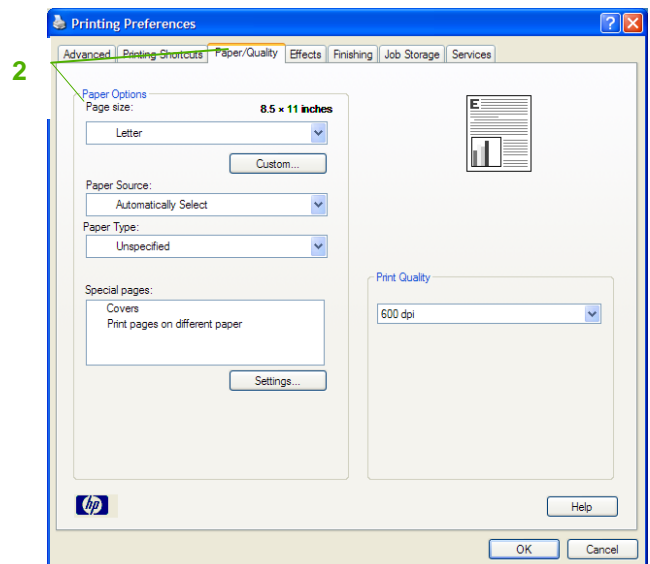 Printing Preferences
Advanced Printing Shortcuts Paper/Quality Effects Finishing Job Storage Services
2
Paper Options
Page size: 8.5 × 11 inches
Letter
Custom...
Paper Source:
Automatically Select
Paper Type:
Unspecified
Special pages:
Covers
Print pages on different paper
Settings...
E
Print Quality
600 dpi
hp
Help
OK Cancel